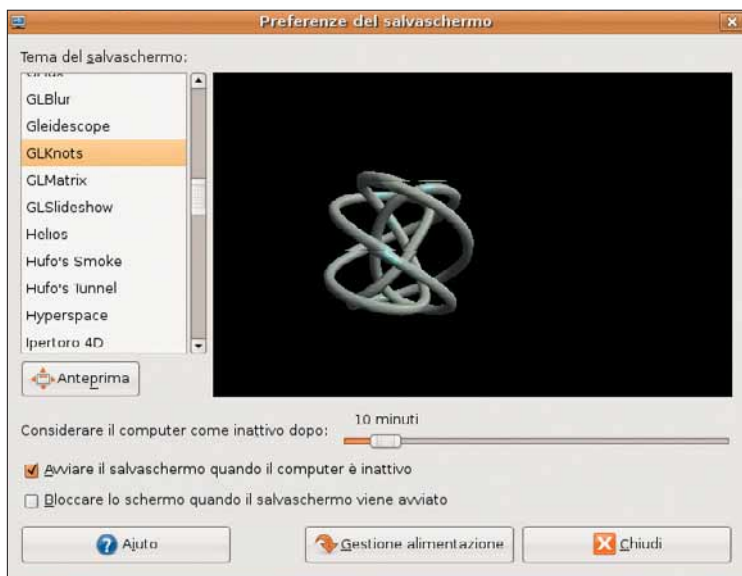 Preferenze del salvaschermo
Tema del salvaschermo:
GLBlur
Gleidescope
GLKnots
GLMatrix
GLSlideshow
Helios
Hufo's Smoke
Hufo's Tunnel
Hyperspace
Ipertoro 4D
Anteprima
10 minuti
Considerare il computer come inattivo dopo:
Avviare il salvaschermo quando il computer è inattivo
Bloccare lo schermo quando il salvaschermo viene avviato
Aiuto
Gestione alimentazione
Chiudi